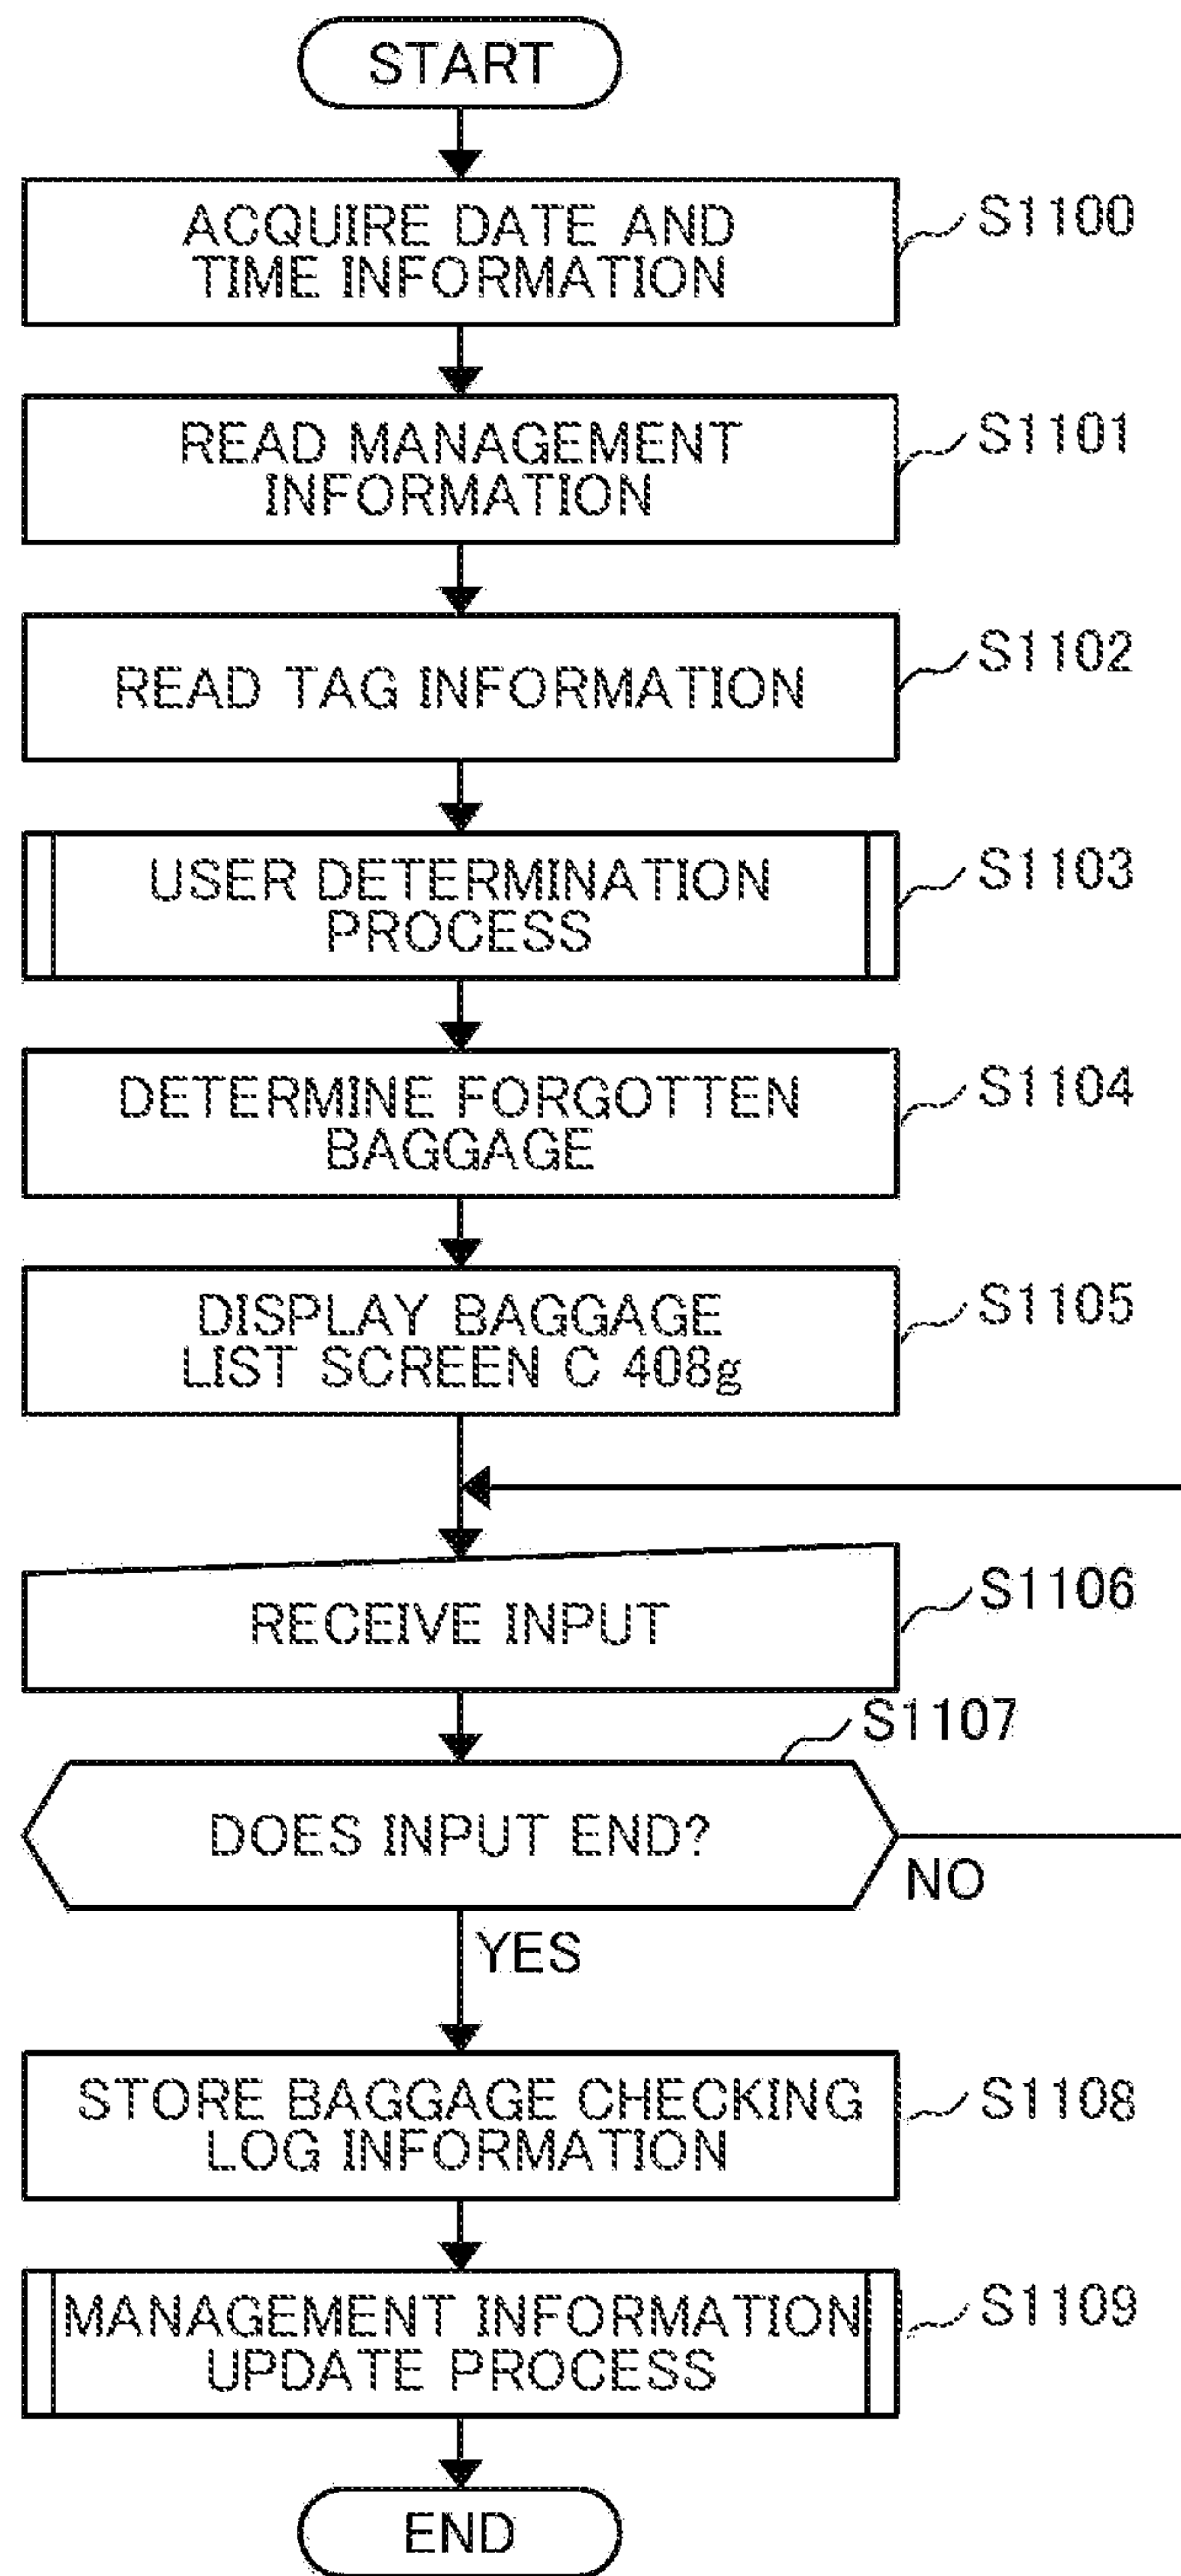 START
ACQUIRE DATE AND
TIME INFORMATION
S1100
READ MANAGEMENT
INFORMATION
S1101
READ TAG INFORMATION
S1102
USER DETERMINATION
PROCESS
S1103
DETERMINE FORGOTTEN
BAGGAGE
S1104
DISPLAY BAGGAGE
LIST SCREEN C 408g
S1105
RECEIVE INPUT
S1106
S1107
DOES INPUT END?
NO
YES
STORE BAGGAGE CHECKING
LOG INFORMATION
S1108
MANAGEMENT INFORMATION
UPDATE PROCESS
S1109
END